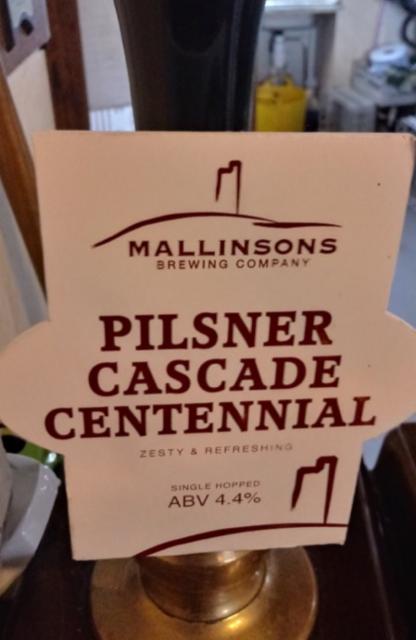 MALLINSONS
BREWING COMPANY
PILSNER
CASCADE
CENTENNIAL
ZESTY & REFRESHING
SINGLE HOPPED
ABV 4.4%